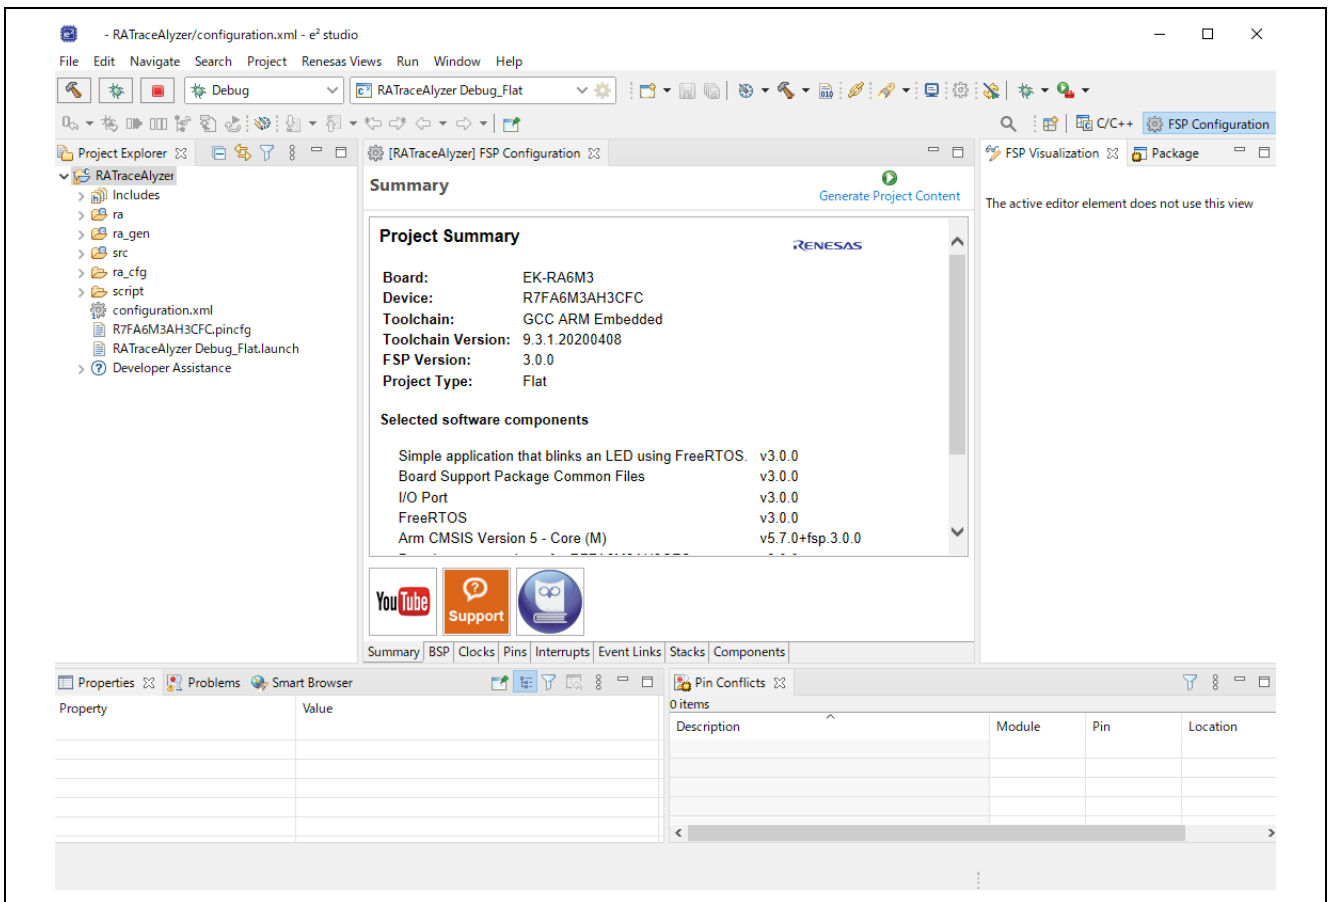 - RATraceAlyzer/configuration.xml - e² studio
File Edit Navigate Search Project Renesas Views Run Window Help
Debug
RATraceAlyzer Debug_Flat
C/C++
FSP Configuration
Project Explorer
RATraceAlyzer
Includes
ra
ra_gen
src
ra_cfg
script
configuration.xml
R7FA6M3AH3CFC.pincfg
RATraceAlyzer Debug_Flat.launch
Developer Assistance
[RATraceAlyzer] FSP Configuration
Summary
Generate Project Content
Project Summary
RENESAS
Board: EK-RA6M3
Device: R7FA6M3AH3CFC
Toolchain: GCC ARM Embedded
Toolchain Version: 9.3.1.20200408
FSP Version: 3.0.0
Project Type: Flat
Selected software components
Simple application that blinks an LED using FreeRTOS. v3.0.0
Board Support Package Common Files v3.0.0
I/O Port v3.0.0
FreeRTOS v3.0.0
Arm CMSIS Version 5 - Core (M) v5.7.0+fsp.3.0.0
YouTube
Support
Summary BSP Clocks Pins Interrupts Event Links Stacks Components
FSP Visualization
Package
The active editor element does not use this view
Properties Problems Smart Browser
Property Value
Pin Conflicts
0 items
Description Module Pin Location